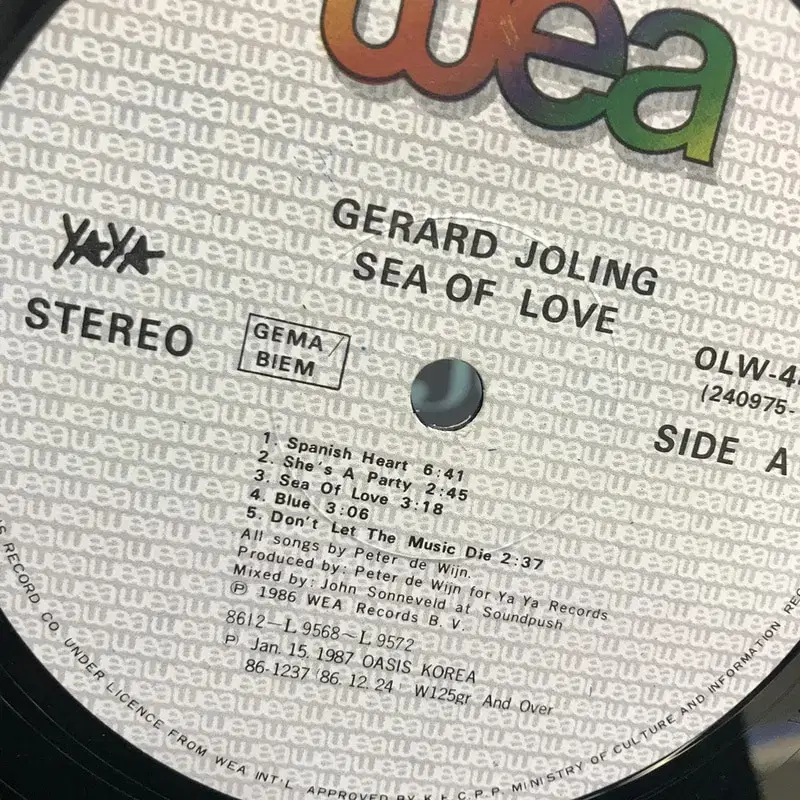 wea
GERARD JOLING
SEA OF LOVE
YAYA
STEREO
GEMA
BIEM
OLW-4
(240975-
SIDE A
1. Spanish Heart 6:41
2. She's A Party 2:45
3. Sea Of Love 3:18
4. Blue 3:06
5. Don't Let The Music Die 2:37
All songs by Peter de Wijn.
Produced by: Peter de Wijn for Ya Ya Records
Mixed by: John Sonneveld at Soundpush
℗ 1986 WEA Records B. V.
8612-L 9568~L 9572
℗ Jan. 15. 1987 OASIS KOREA
86-1237 '86. 12. 24 W125gr And Over
RECORD CO. UNDER LICENCE FROM WEA INT'L. APPROVED BY K.F.C.P.P. MINISTRY OF CULTURE AND INFORMATION